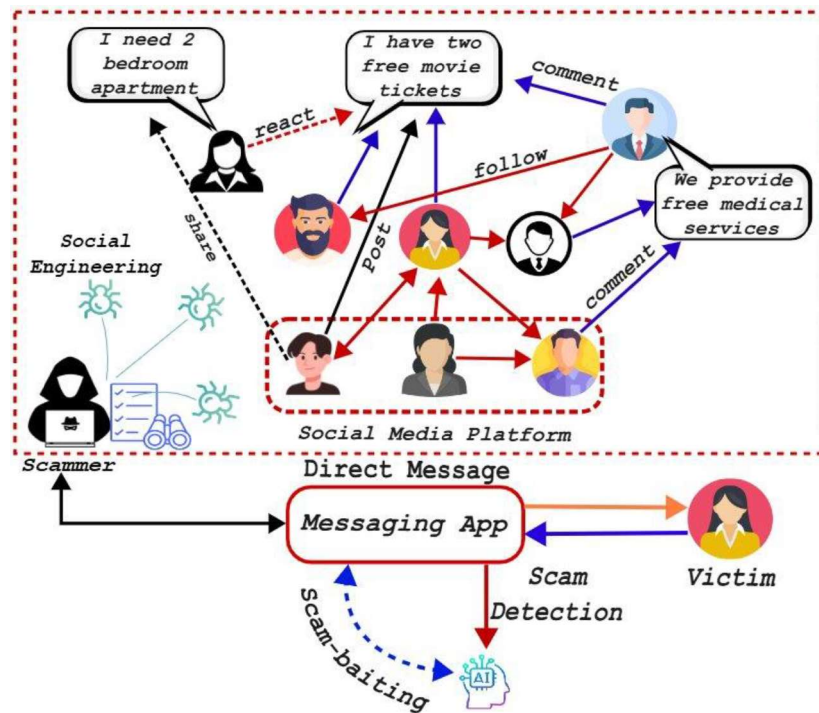 I need 2
bedroom
apartment
I have two
free movie
tickets
comment
react
follow
We provide
free medical
services
share
Post
Social
Engineering
comment
Social Media Platform
Scammer
Direct Message
Messaging App
Scam
Detection
Victim
Scam-baiting
AI